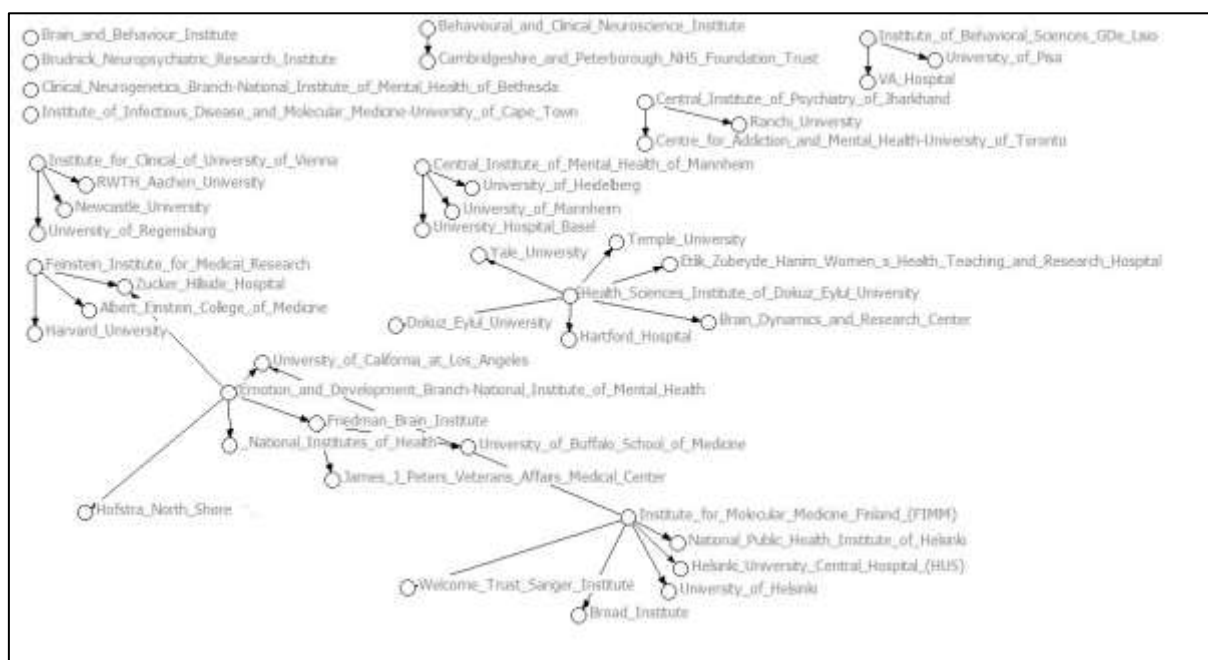 Brain_and_Behaviour_Institute
Brudnick_Neuropsychiatric_Research_Institute
Clinical_Neurogenetics_Branch-National_Institute_of_Mental_Health_of_Bethesda
Institute_of_Infectious_Disease_and_Molecular_Medicine-University_of_Cape_Town
Behavioural_and_Clinical_Neuroscience_Institute
Cambridgeshire_and_Peterborough_NHS_Foundation_Trust
Institute_of_Behavioral_Sciences_GDe_Lisio
University_of_Pisa
VA_Hospital
Central_Institute_of_Psychiatry_of_Jharkhand
Ranchi_University
Centre_for_Addiction_and_Mental_Health-University_of_Toronto
Institute_for_Clinical_of_University_of_Vienna
RWTH_Aachen_University
Newcastle_University
University_of_Regensburg
Central_Institute_of_Mental_Health_of_Mannheim
University_of_Heidelberg
University_of_Mannheim
University_Hospital_Basel
Feinstein_Institute_for_Medical_Research
Zucker_Hillside_Hospital
Albert_Einstein_College_of_Medicine
Harvard_University
Temple_University
Yale_University
Etlik_Zubeyde_Hanim_Women_s_Health_Teaching_and_Research_Hospital
Health_Sciences_Institute_of_Dokuz_Eylul_University
Dokuz_Eylul_University
Brain_Dynamics_and_Research_Center
Hartford_Hospital
University_of_California_at_Los_Angeles
Emotion_and_Development_Branch-National_Institute_of_Mental_Health
Friedman_Brain_Institute
_National_Institutes_of_Health
University_of_Buffalo_School_of_Medicine
James_J_Peters_Veterans_Affairs_Medical_Center
Hofstra_North_Shore
Institute_for_Molecular_Medicine_Finland_(FIMM)
National_Public_Health_Institute_of_Helsinki
Helsinki_University_Central_Hospital_(HUS)
Welcome_Trust_Sanger_Institute
University_of_Helsinki
Broad_Institute